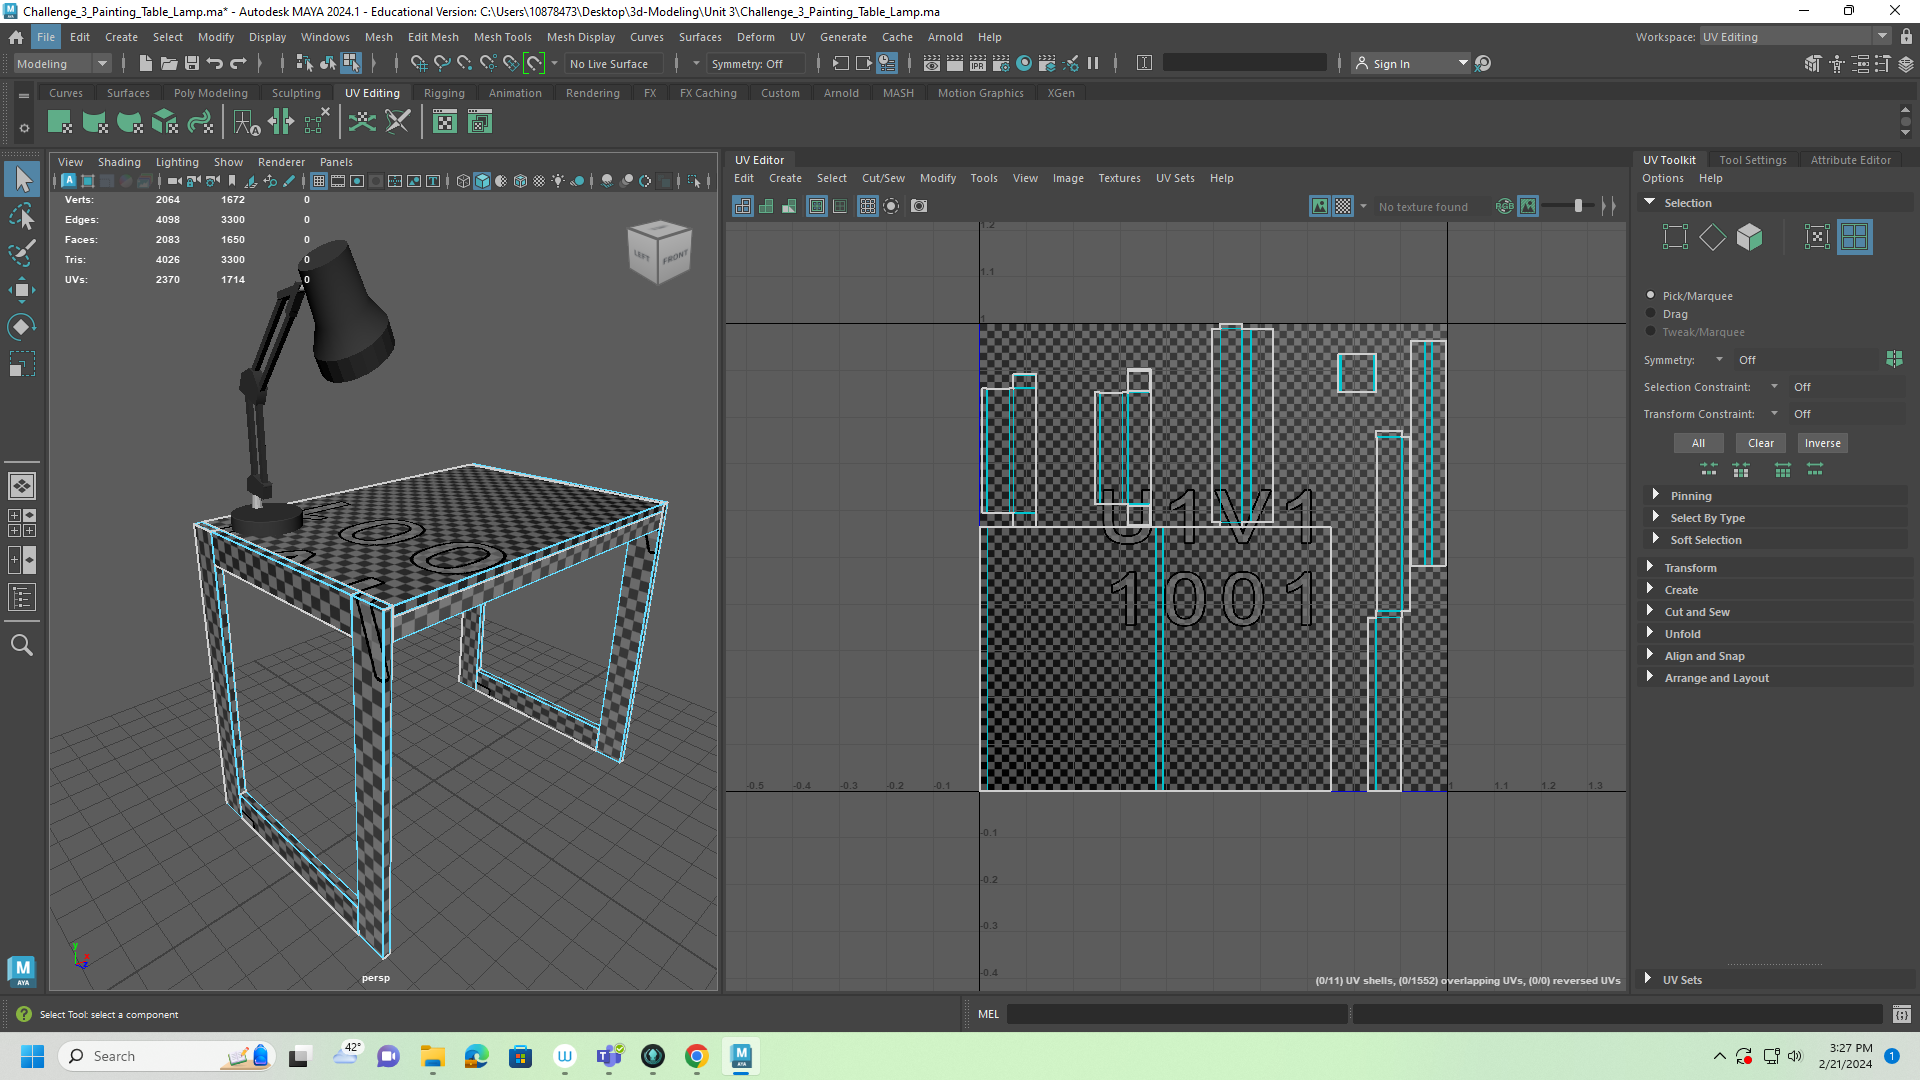 Challenge_3_Painting_Table_Lamp.ma* - Autodesk MAYA 2024.1 - Educational Version: C:\Users\10878473\Desktop\3d-Modeling\Unit 3\Challenge_3_Painting_Table_Lamp.ma
File Edit Create Select Modify Display Windows Mesh Edit Mesh Mesh Tools Mesh Display Curves Surfaces Deform UV Generate Cache Arnold Help
Workspace: UV Editing
Modeling No Live Surface Symmetry: Off IPR Sign In
Curves Surfaces Poly Modeling Sculpting UV Editing Rigging Animation Rendering FX FX Caching Custom Arnold MASH Motion Graphics XGen
View Shading Lighting Show Renderer Panels
Verts: 2064 1672 0
Edges: 4098 3300 0
Faces: 2083 1650 0
Tris: 4026 3300 0
UVs: 2370 1714 0
LEFT FRONT
persp
UV Editor
Edit Create Select Cut/Sew Modify Tools View Image Textures UV Sets Help
No texture found
RGB
1.2
1.1
1
U1V1
1001
-0.5 -0.4 -0.3 -0.2 -0.1 1 1.1 1.2 1.3
-0.1
-0.2
-0.3
-0.4
(0/11) UV shells, (0/1552) overlapping UVs, (0/0) reversed UVs
UV Toolkit Tool Settings Attribute Editor
Options Help
Selection
Pick/Marquee
Drag
Tweak/Marquee
Symmetry: Off
Selection Constraint: Off
Transform Constraint: Off
All Clear Inverse
Pinning
Select By Type
Soft Selection
Transform
Create
Cut and Sew
Unfold
Align and Snap
Arrange and Layout
UV Sets
M
AYA
Select Tool: select a component
MEL
Search
42°
3:27 PM
2/21/2024
1